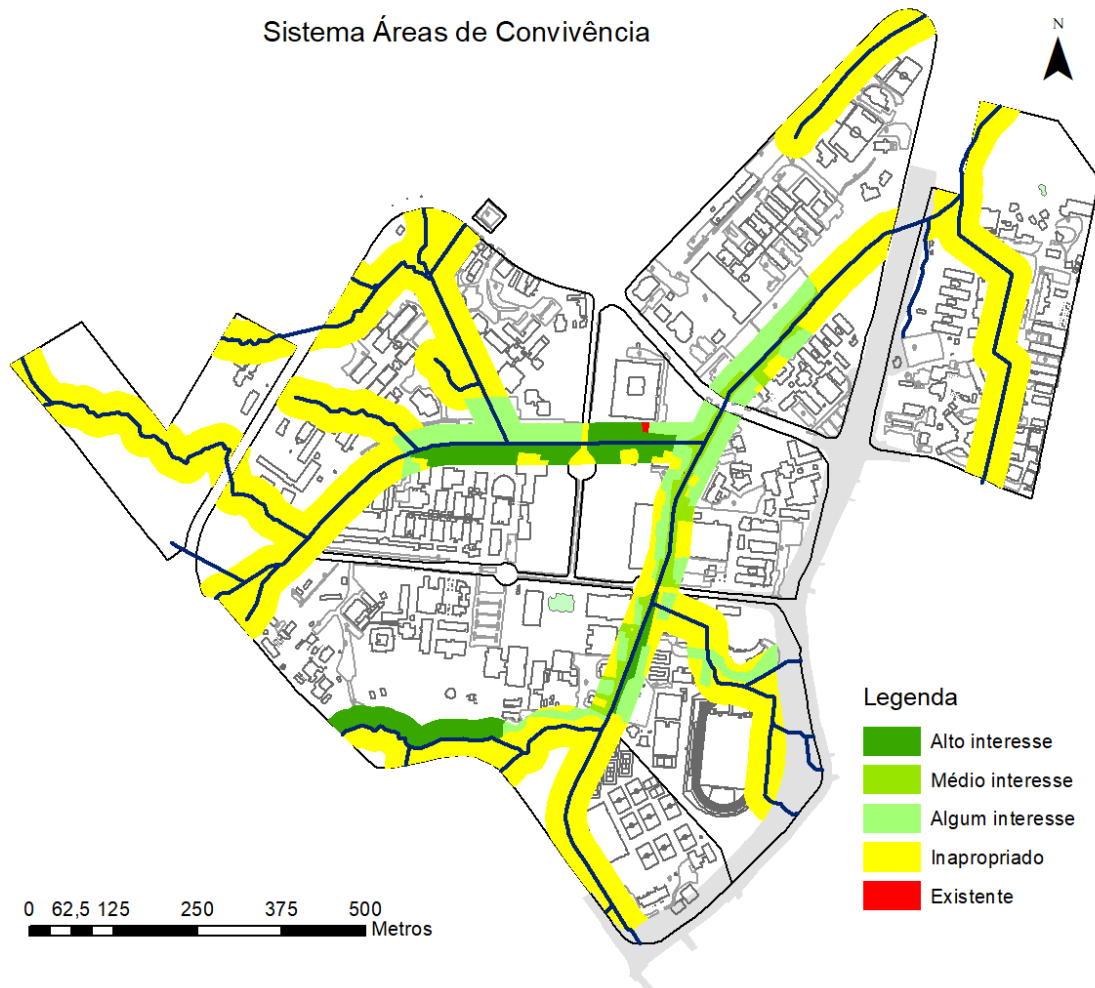 Sistema Áreas de Convivência
N
Legenda
Alto interesse
Médio interesse
Algum interesse
Inapropriado
Existente
0 62,5 125 250 375 500
Metros